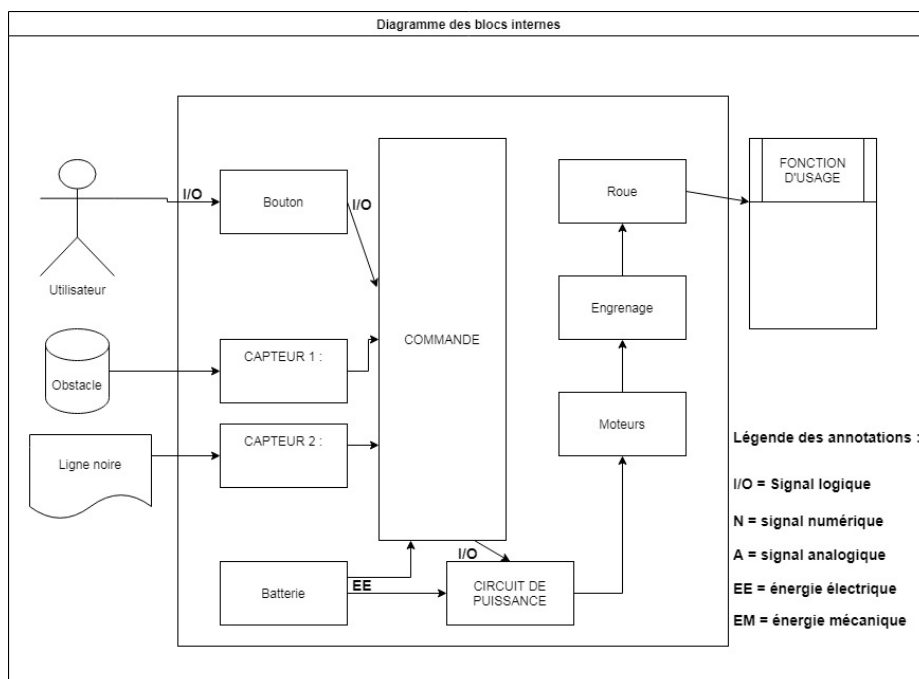 Diagramme des blocs internes
I/O
Bouton
I/O
Utilisateur
Obstacle
CAPTEUR 1 :
Ligne noire
CAPTEUR 2 :
COMMANDE
Batterie
EE
I/O
CIRCUIT DE
PUISSANCE
Roue
Engrenage
Moteurs
FONCTION
D'USAGE
Légende des annotations :
I/O = Signal logique
N = signal numérique
A = signal analogique
EE = énergie électrique
EM = énergie mécanique